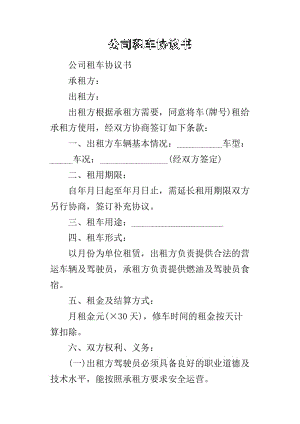 公司租车协议书
公司租车协议书
承租方：
出租方：
出租方根据承租方需要，同意将车(牌号)租给
承租方使用，经双方协商签订如下条款：
一、出租方车辆基本情况：________车型：
_____车况：____________(经双方签定)
二、租用期限：
自年月日起至年月日止，需延长租用期限双方
另行协商，签订补充协议。
三、租车用途：________________
四、租车形式：
以月份为单位租赁，出租方负责提供合法的营
运车辆及驾驶员，承租方负责提供燃油及驾驶员食
宿。
五、租金及结算方式：
月租金元(×30天)，修车时间的租金按天计
算扣除。
六、双方权利、义务：
(一)出租方驾驶员必须具备良好的职业道德及
技术水平，能按照承租方要求安全营运。